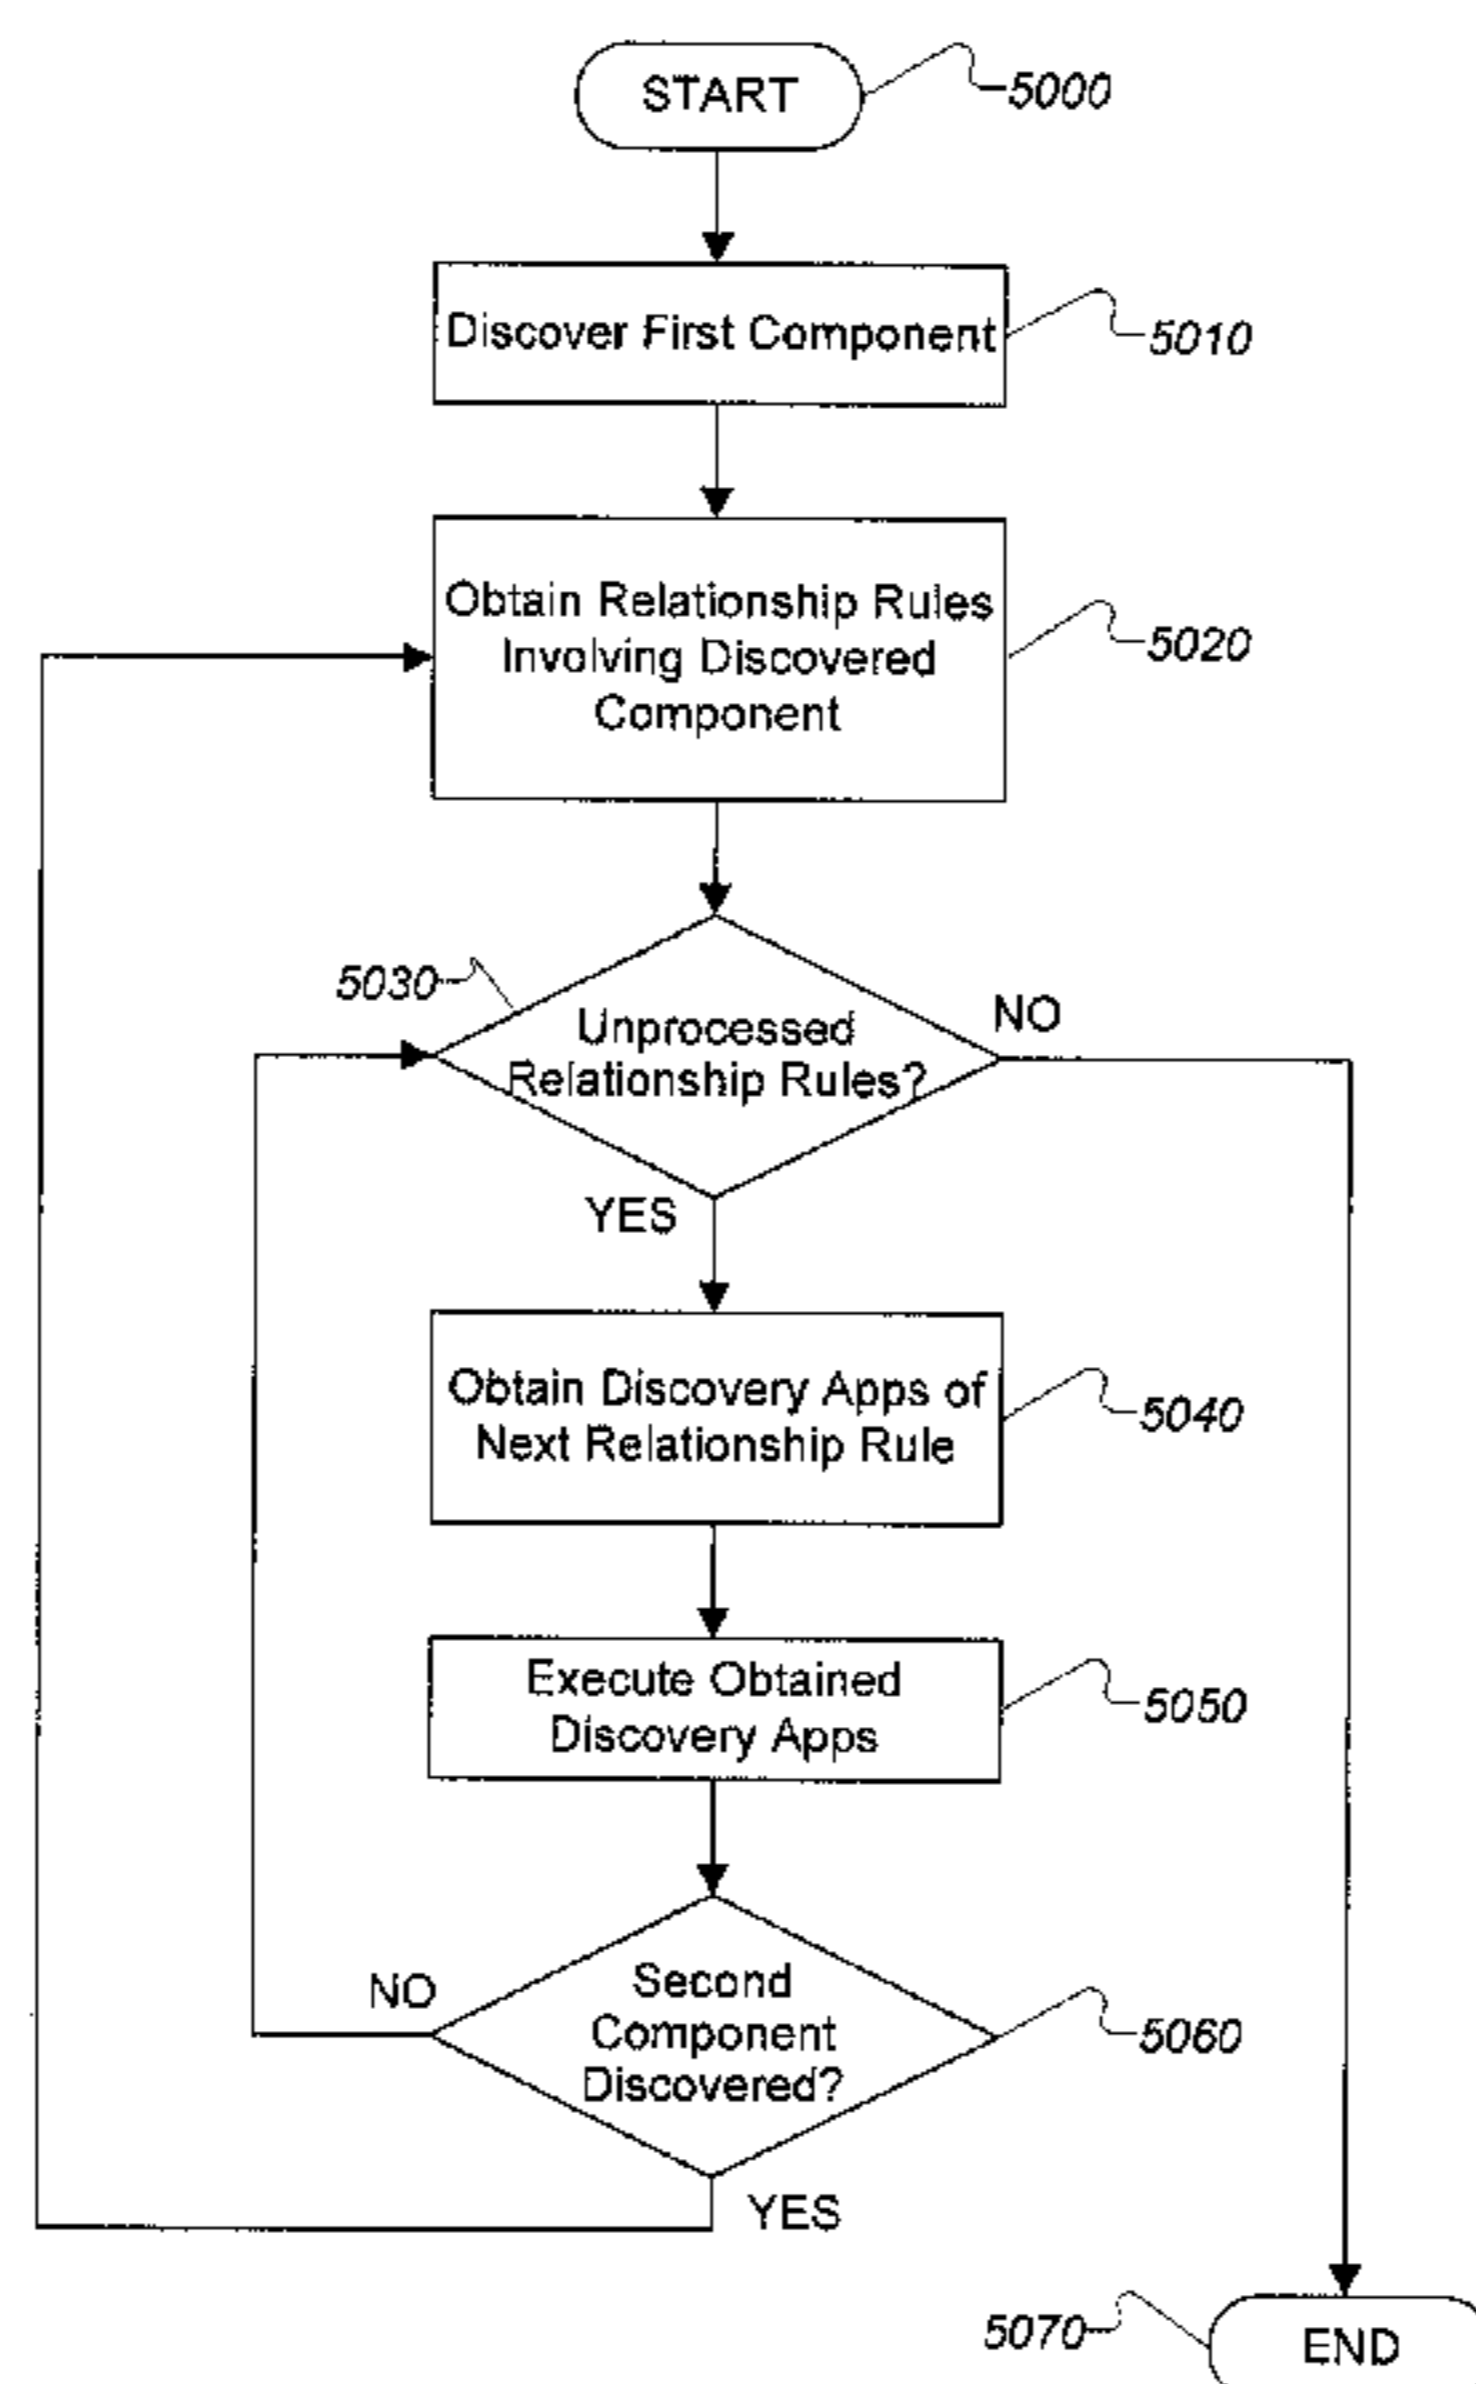 START
5000
Discover First Component
5010
Obtain Relationship Rules
Involving Discovered
Component
5020
5030
Unprocessed
Relationship Rules?
NO
YES
Obtain Discovery Apps of
Next Relationship Rule
5040
Execute Obtained
Discovery Apps
5050
NO
Second
Component
Discovered?
5060
YES
5070
END